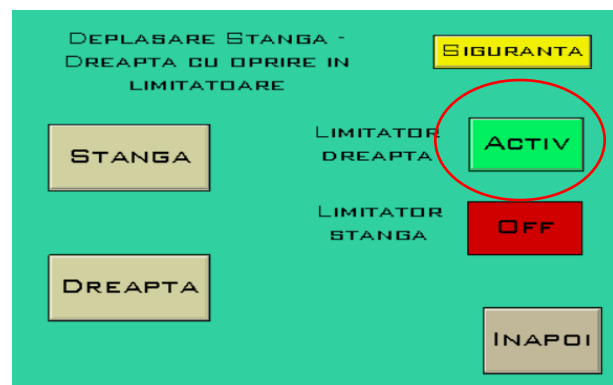 DEPLASARE STANGA -
DREAPTA CU OPRIRE IN
LIMITATOARE
SIGURANTA
STANGA
LIMITATOR
DREAPTA
ACTIV
LIMITATOR
STANGA
OFF
DREAPTA
INAPOI